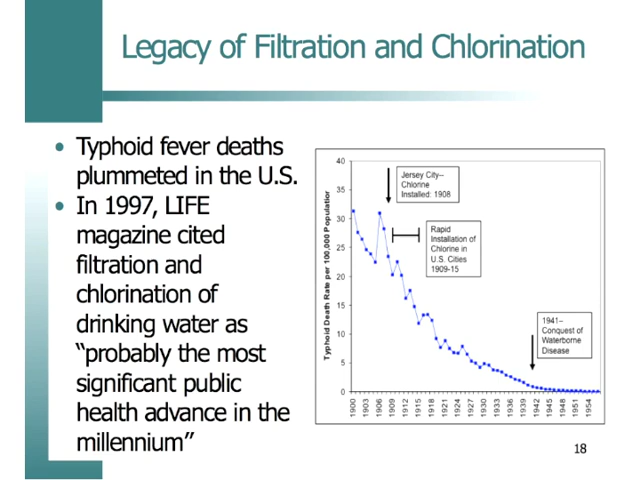 Legacy of Filtration and Chlorination
• Typhoid fever deaths
plummeted in the U.S.
• In 1997, LIFE
magazine cited
filtration and
chlorination of
drinking water as
“probably the most
significant public
health advance in the
millennium”
Typhoid Death Rate per 100,000 Population
40
35
30
25
20
15
10
5
0
Jersey City–
Chlorine
Installed: 1908
Rapid
Installation of
Chlorine in
U.S. Cities
1909-15
1941–
Conquest of
Waterborne
Disease
1900 1903 1906 1909 1912 1915 1918 1921 1924 1927 1930 1933 1936 1939 1942 1945 1948 1951 1954
18